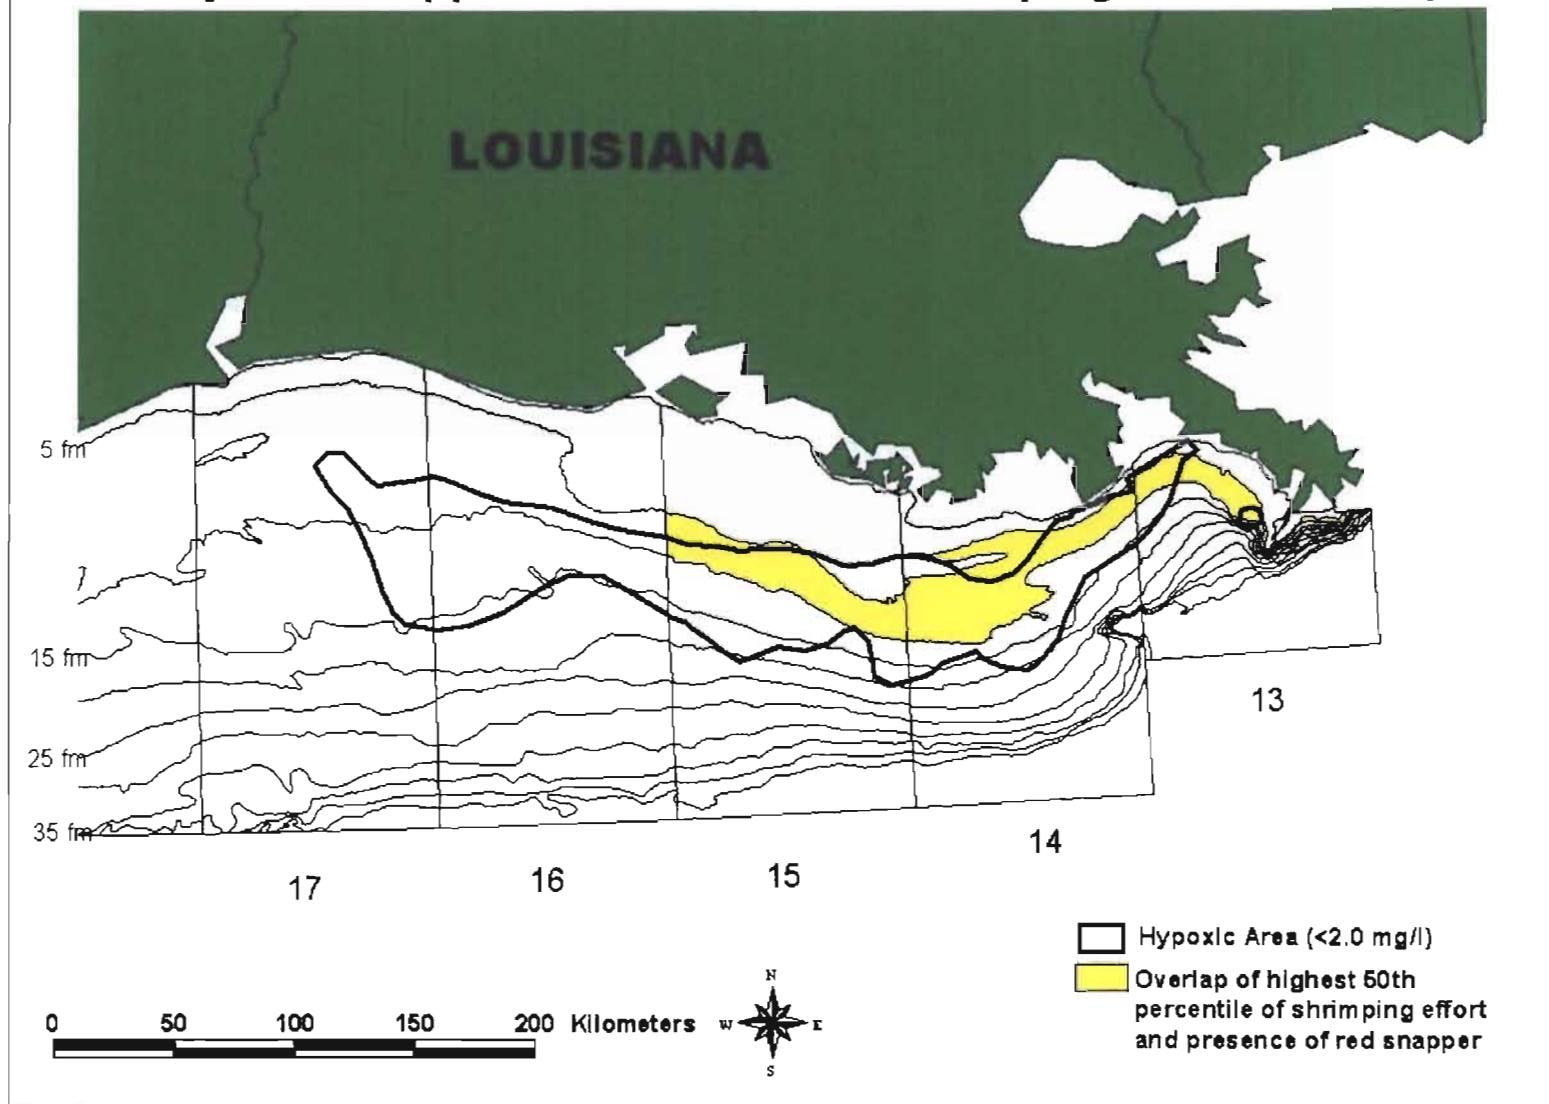 LOUISIANA
5 fm
15 fm
25 fm
35 fm
13
14
15
16
17
Hypoxic Area (<2.0 mg/l)
Overlap of highest 50th
percentile of shrimping effort
and presence of red snapper
0 50 100 150 200 Kilometers
N
W E
S